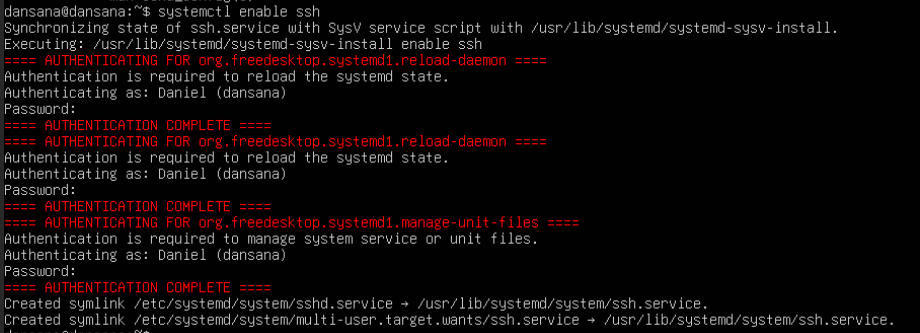 dansana@dansana:~$ systemctl enable ssh
Synchronizing state of ssh.service with SysV service script with /usr/lib/systemd/systemd-sysv-install.
Executing: /usr/lib/systemd/systemd-sysv-install enable ssh
==== AUTHENTICATING FOR org.freedesktop.systemd1.reload-daemon ====
Authentication is required to reload the systemd state.
Authenticating as: Daniel (dansana)
Password:
==== AUTHENTICATION COMPLETE ====
==== AUTHENTICATING FOR org.freedesktop.systemd1.reload-daemon ====
Authentication is required to reload the systemd state.
Authenticating as: Daniel (dansana)
Password:
==== AUTHENTICATION COMPLETE ====
==== AUTHENTICATING FOR org.freedesktop.systemd1.manage-unit-files ====
Authentication is required to manage system service or unit files.
Authenticating as: Daniel (dansana)
Password:
==== AUTHENTICATION COMPLETE ====
Created symlink /etc/systemd/system/sshd.service → /usr/lib/systemd/system/ssh.service.
Created symlink /etc/systemd/system/multi-user.target.wants/ssh.service → /usr/lib/systemd/system/ssh.service.